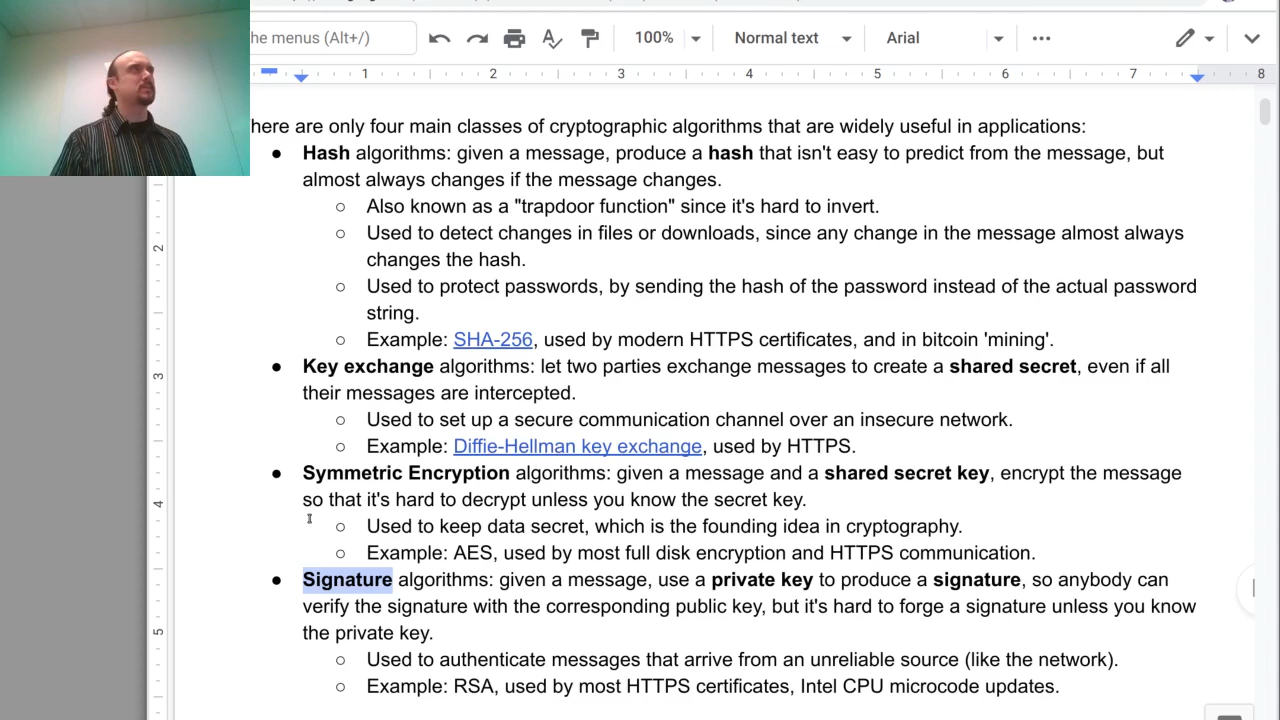 he menus (Alt+/)
100%
Normal text
Arial
1 2 3 4 5 6 7 8
here are only four main classes of cryptographic algorithms that are widely useful in applications:
● Hash algorithms: given a message, produce a hash that isn't easy to predict from the message, but
almost always changes if the message changes.
○ Also known as a "trapdoor function" since it's hard to invert.
○ Used to detect changes in files or downloads, since any change in the message almost always
changes the hash.
○ Used to protect passwords, by sending the hash of the password instead of the actual password
string.
○ Example: SHA-256, used by modern HTTPS certificates, and in bitcoin 'mining'.
● Key exchange algorithms: let two parties exchange messages to create a shared secret, even if all
their messages are intercepted.
○ Used to set up a secure communication channel over an insecure network.
○ Example: Diffie-Hellman key exchange, used by HTTPS.
● Symmetric Encryption algorithms: given a message and a shared secret key, encrypt the message
so that it's hard to decrypt unless you know the secret key.
○ Used to keep data secret, which is the founding idea in cryptography.
○ Example: AES, used by most full disk encryption and HTTPS communication.
● Signature algorithms: given a message, use a private key to produce a signature, so anybody can
verify the signature with the corresponding public key, but it's hard to forge a signature unless you know
the private key.
○ Used to authenticate messages that arrive from an unreliable source (like the network).
○ Example: RSA, used by most HTTPS certificates, Intel CPU microcode updates.
2
3
4
5